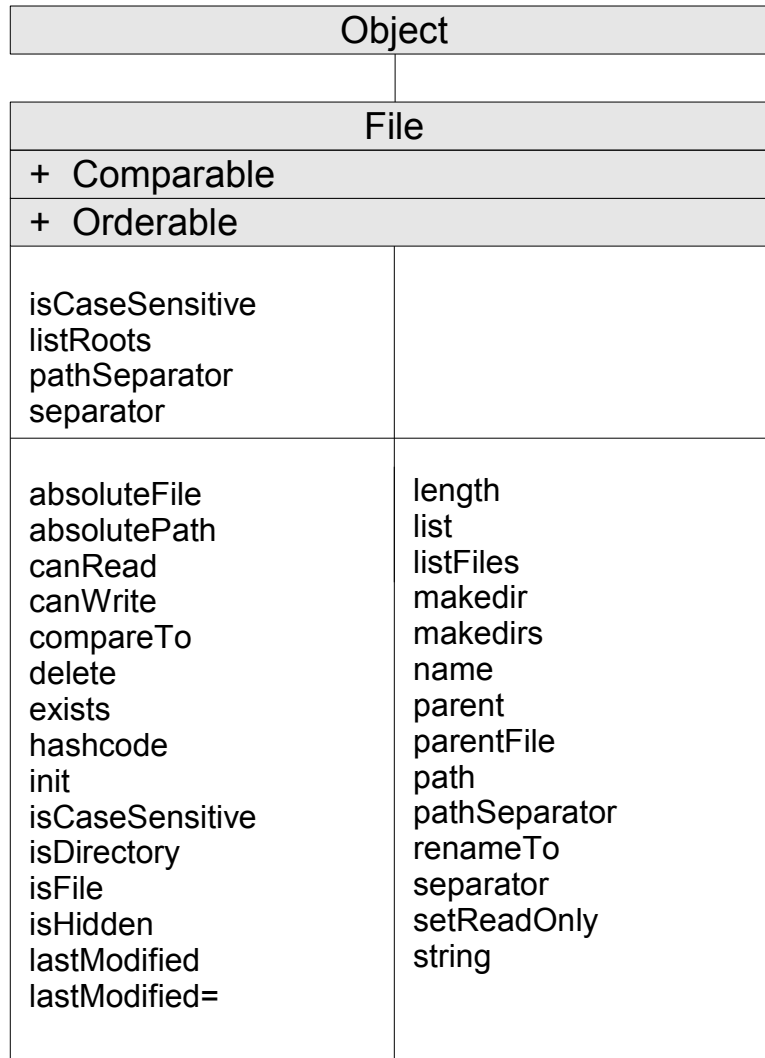 Object
File
+ Comparable
+ Orderable
isCaseSensitive
listRoots
pathSeparator
separator
absoluteFile
absolutePath
canRead
canWrite
compareTo
delete
exists
hashcode
init
isCaseSensitive
isDirectory
isFile
isHidden
lastModified
lastModified=
length
list
listFiles
makedir
makedirs
name
parent
parentFile
path
pathSeparator
renameTo
separator
setReadOnly
string